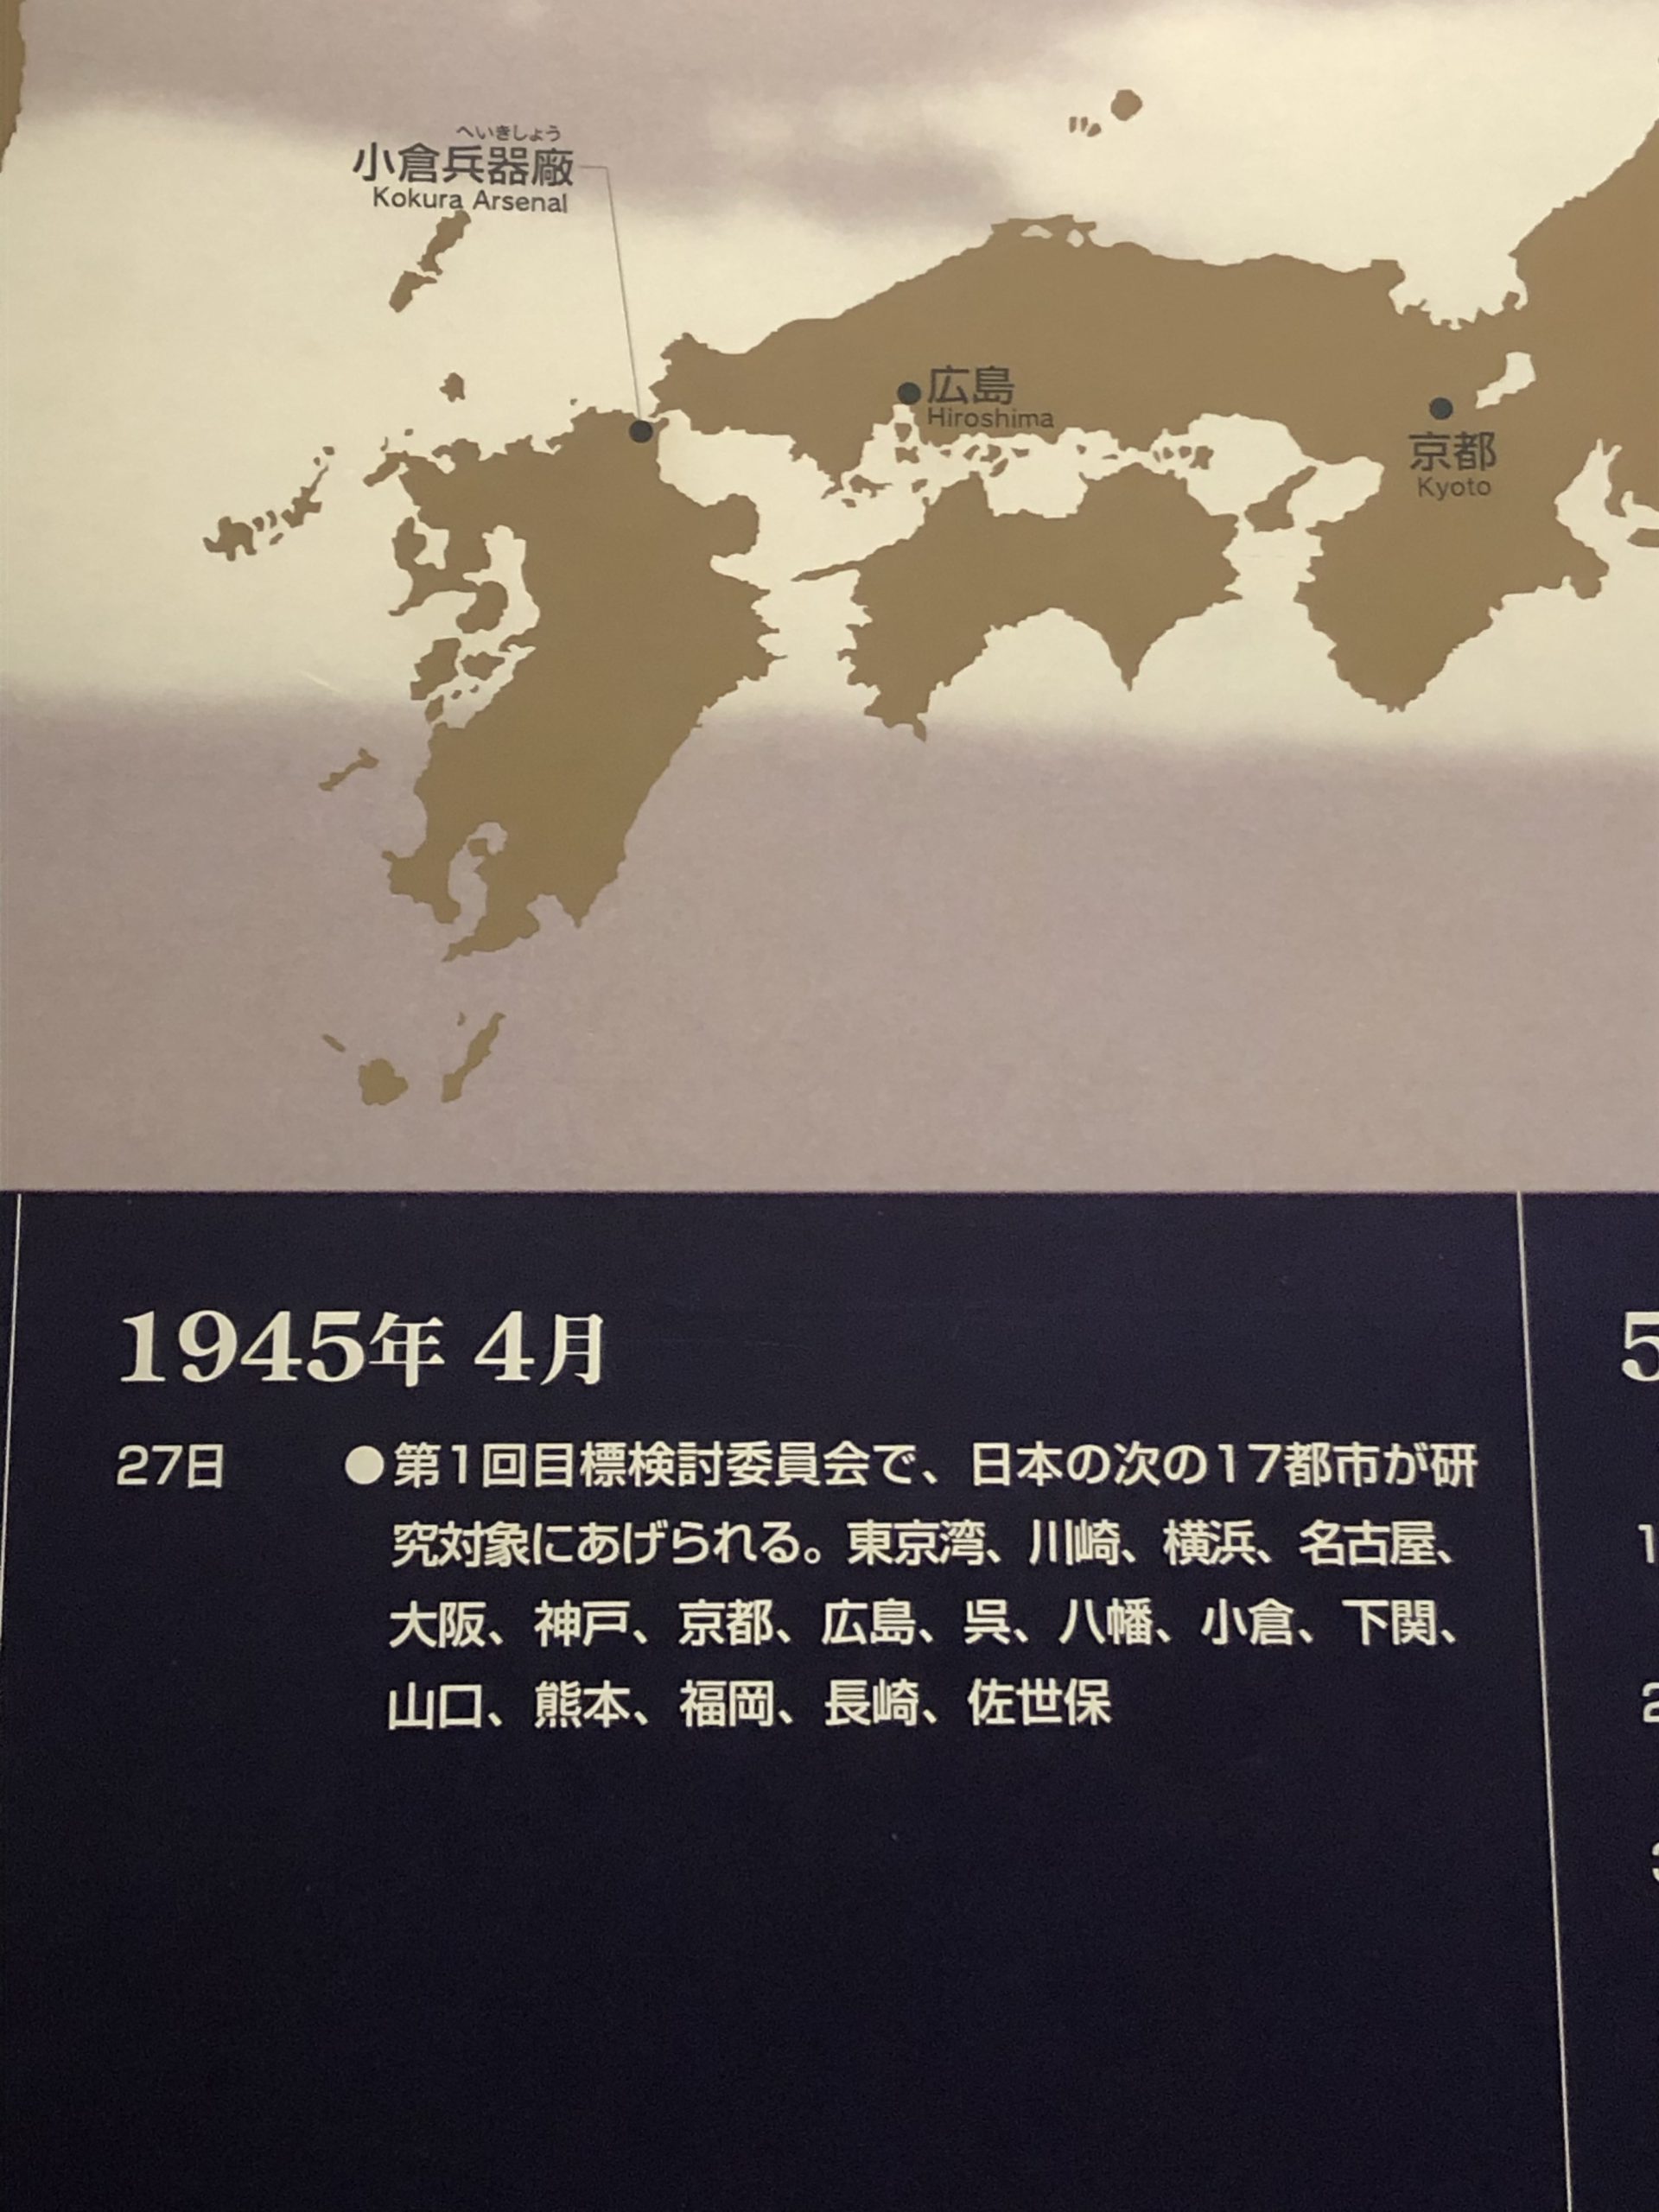 へいきしょう
小倉兵器廠
Kokura Arsenal
広島
Hiroshima
京都
Kyoto
1945年 4月
27日 ●第1回目標検討委員会で、日本の次の17都市が研
究対象にあげられる。東京湾、川崎、横浜、名古屋、
大阪、神戸、京都、広島、呉、八幡、小倉、下関、
山口、熊本、福岡、長崎、佐世保
5
1
2